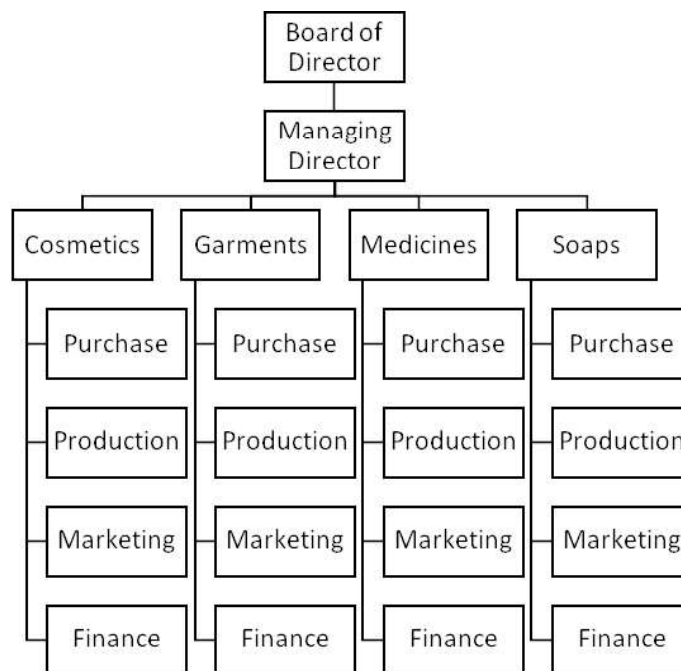 Board of
Director
Managing
Director
Cosmetics
Garments
Medicines
Soaps
Purchase
Purchase
Purchase
Purchase
Production
Production
Production
Production
Marketing
Marketing
Marketing
Marketing
Finance
Finance
Finance
Finance